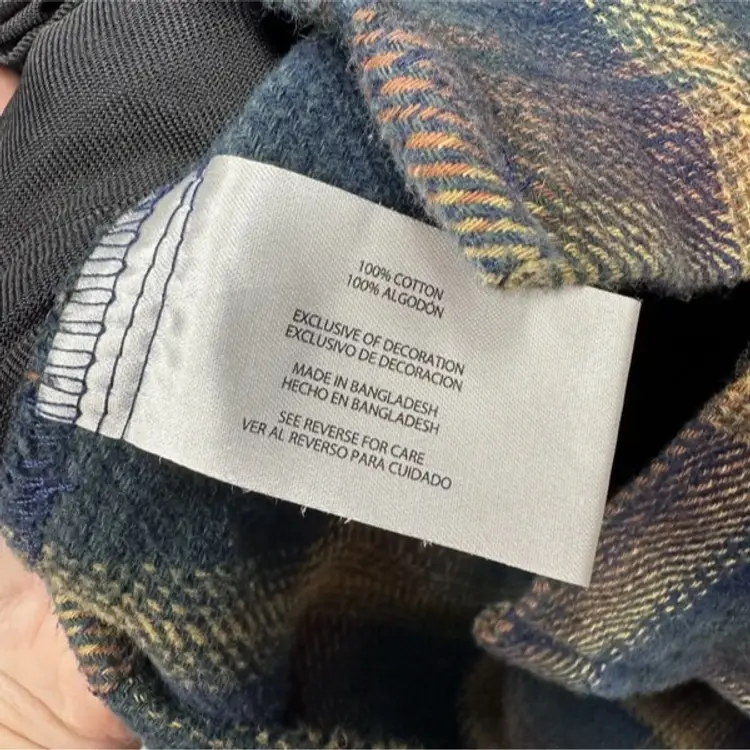 100% COTTON
100% ALGODÓN
EXCLUSIVE OF DECORATION
EXCLUSIVO DE DECORACION
MADE IN BANGLADESH
HECHO EN BANGLADESH
SEE REVERSE FOR CARE
VER AL REVERSO PARA CUIDADO